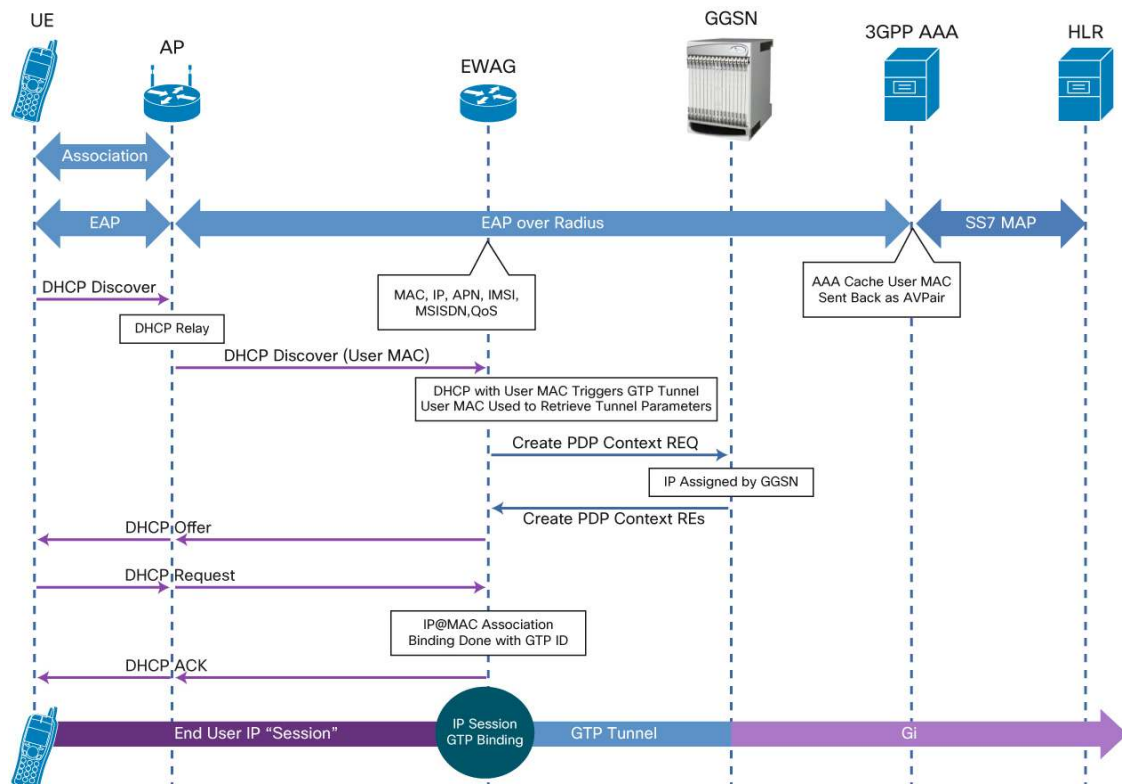 UE
AP
EWAG
GGSN
3GPP AAA
HLR
Association
EAP
EAP over Radius
SS7 MAP
DHCP Discover
MAC, IP, APN, IMSI,
MSISDN,QoS
AAA Cache User MAC
Sent Back as AVPair
DHCP Relay
DHCP Discover (User MAC)
DHCP with User MAC Triggers GTP Tunnel
User MAC Used to Retrieve Tunnel Parameters
Create PDP Context REQ
IP Assigned by GGSN
Create PDP Context REs
DHCP Offer
DHCP Request
IP@MAC Association
Binding Done with GTP ID
DHCP ACK
End User IP “Session”
IP Session
GTP Binding
GTP Tunnel
Gi